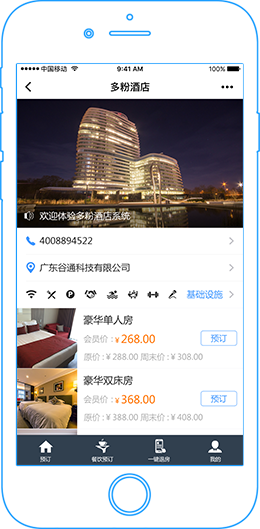 中国移动 9:41 AM 100%
多粉酒店
欢迎体验多粉酒店系统
4008894522
广东谷通科技有限公司
基础设施
豪华单人房
会员价：¥268.00 预订
原价：¥288.00 周末价：¥308.00
豪华双床房
会员价：¥368.00 预订
原价：¥388.00 周末价：¥408.00
预订 餐饮预订 一键退房 我的